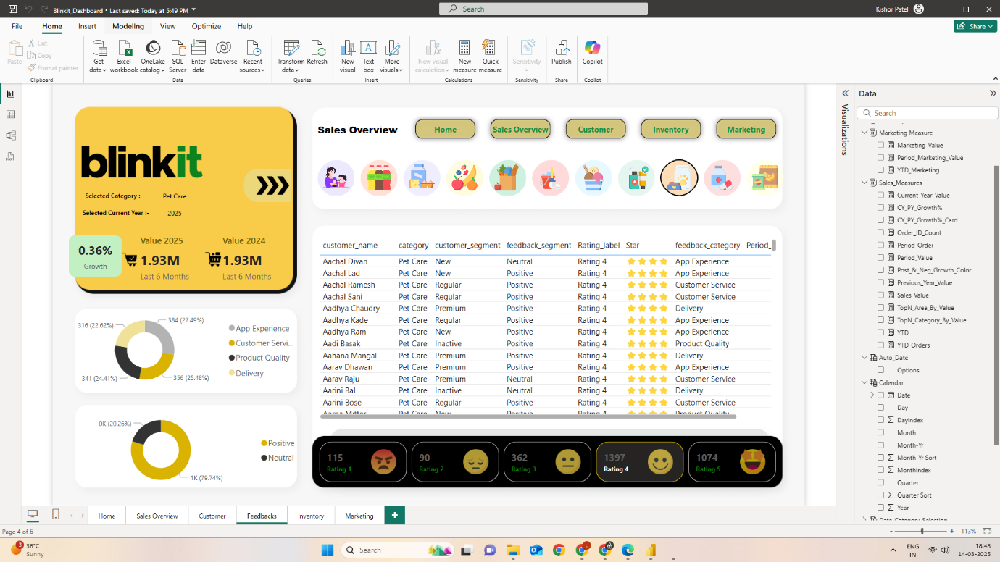 Blinkit_Dashboard • Last saved: Today at 5:49 PM
Search
Kishor Patel
File Home Insert Modeling View Optimize Help
Share
Paste
Cut
Copy
Format painter
Get data
Excel workbook
OneLake catalog
SQL Server
Enter data
Dataverse
Recent sources
Transform data
Refresh
New visual
Text box
More visuals
New visual calculation
New measure
Quick measure
Sensitivity
Publish
Copilot
Clipboard Data Queries Insert Calculations Sensitivity Share Copilot
blinkit
Selected Category :- Pet Care
Selected Current Year :- 2025
0.36%
Growth
Value 2025
1.93M
Last 6 Months
Value 2024
1.93M
Last 6 Months
316 (22.62%)
384 (27.49%)
341 (24.41%)
356 (25.48%)
App Experience
Customer Servi...
Product Quality
Delivery
0K (20.26%)
1K (79.74%)
Positive
Neutral
Sales Overview
Home
Sales Overview
Customer
Inventory
Marketing
customer_name category customer_segment feedback_segment Rating_label Star feedback_category Period_
Aachal Divan Pet Care New Neutral Rating 4 App Experience
Aachal Lad Pet Care New Positive Rating 4 App Experience
Aachal Ramesh Pet Care Regular Positive Rating 4 Customer Service
Aachal Sani Pet Care Regular Positive Rating 4 Customer Service
Aadhya Chaudry Pet Care Premium Positive Rating 4 Delivery
Aadhya Kade Pet Care Regular Positive Rating 4 App Experience
Aadhya Ram Pet Care New Positive Rating 4 App Experience
Aadi Basak Pet Care Inactive Positive Rating 4 Product Quality
Aahana Mangal Pet Care Premium Positive Rating 4 Delivery
Aarav Dhawan Pet Care Premium Positive Rating 4 App Experience
Aarav Raju Pet Care Premium Neutral Rating 4 Customer Service
Aarini Bal Pet Care Inactive Neutral Rating 4 Delivery
Aarini Bose Pet Care Regular Positive Rating 4 Customer Service
Aarna Mitter Pet Care New Positive Rating 4 Product Quality
115
Rating 1
90
Rating 2
362
Rating 3
1397
Rating 4
1074
Rating 5
Visualizations
Data
Search
Marketing Measure
Marketing_Value
Period_Marketing_Value
YTD_Marketing
Sales_Measures
Current_Year_Value
CY_PY_Growth%
CY_PY_Growth%_Card
Order_ID_Count
Period_Order
Period_Value
Post_&_Neg_Growth_Color
Previous_Year_Value
Sales_Value
TopN_Area_By_Value
TopN_Category_By_Value
YTD
YTD_Orders
Auto_Date
Options
Calendar
Date
Day
DayIndex
Month
Month-Yr
Month-Yr Sort
MonthIndex
Quarter
Quarter Sort
Year
Date Category Selection
Home Sales Overview Customer Feedbacks Inventory Marketing +
Page 4 of 6
- + 113%
3
36°C
Sunny
Search
L
ENG
IN
18:48
14-03-2025